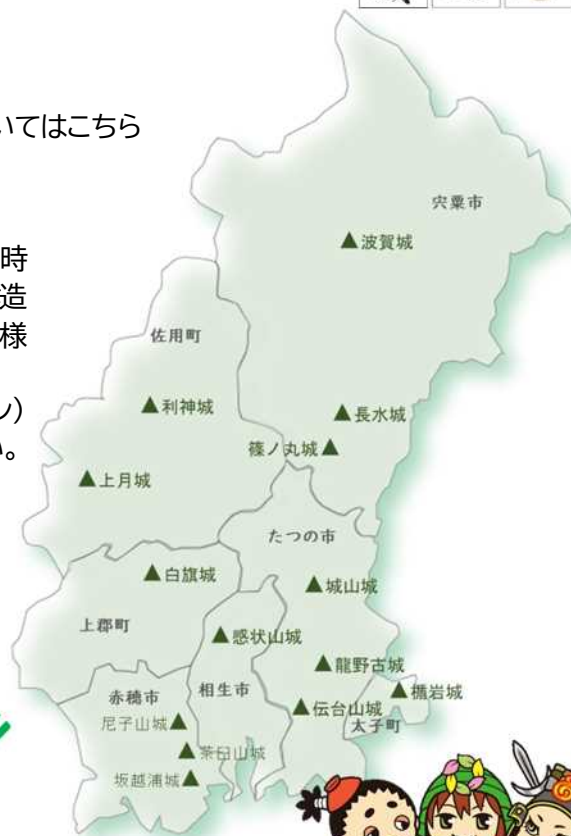 いてはこちら
時
造
様
ン)
い。
宍粟市
▲波賀城
佐用町
▲利神城
▲長水城
篠ノ丸城▲
▲上月城
たつの市
▲白旗城
▲城山城
上郡町
▲感状山城
▲龍野古城
赤穂市
相生市
▲楯岩城
尼子山城▲
▲伝台山城
太子町
▲茶臼山城
坂越浦城▲